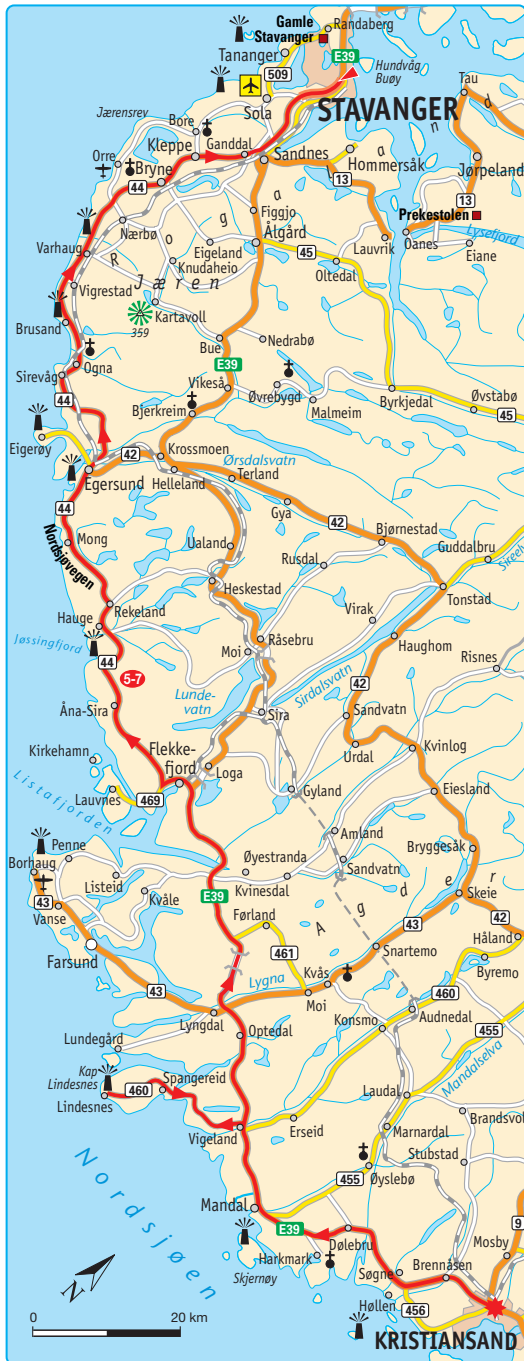 Gamle
Stavanger
Randaberg
Tananger
E39
509
Hundvåg
Buøy
Tau
Jærensrev
Sola
STAVANGER
Bore
Kleppe
Ganddal
Sandnes
Hommersåk
Jørpeland
Orre
Bryne
44
13
13
Prekestolen
Figgjo
Nærbø
Ålgård
Lauvrik
Oanes
Lysefjord
Eiane
Varhaug
Eigeland
45
Knudaheio
Oltedal
Rogaland
Jæren
Vigrestad
Kartavoll
359
Brusand
Bue
Nedrabø
E39
Ogna
Sirevåg
Vikeså
Øvrebygd
Byrkjedal
Øvstabø
44
Bjerkreim
Malmeim
45
Eigerøy
42
Krossmoen
Ørsdalsvatn
Egersund
Helleland
Terland
44
Gya
42
Bjørnestad
Nordsjøvegen
Mong
Ualand
Rusdal
Guddalbru
Heskestad
Tonstad
Rekeland
Virak
Hauge
Jøssingfjord
Råsebru
Haughom
44
Moi
Sirdalsvatn
Risnes
5-7
Lunde-
vatn
42
Åna-Sira
Sira
Sandvatn
Kirkehamn
Flekke-
fjord
Urdal
Kvinlog
Loga
Listafjorden
Lauvnes
469
Gyland
Eiesland
Amland
Penne
Øyestranda
Bryggesåk
Borhaug
Listeid
Kvinesdal
Sandvatn
Kvåle
E39
Agder
Skeie
43
Vanse
Førland
43
42
Farsund
461
Snartemo
Håland
Lygna
Kvås
Byremo
43
Moi
460
Lyngdal
Audnedal
Optedal
Konsmo
455
Lundegård
Mandalselva
Kap
Lindesnes
460
Spangereid
Laudal
Lindesnes
Brandsvol
Vigeland
Erseid
Marnardal
Stubstad
455
Øyslebø
Nordsjøen
Mandal
9
E39
Dølebru
Mosby
Harkmark
Skjernøy
Søgne
Brennåsen
N
Høllen
456
0
20 km
KRISTIANSAND